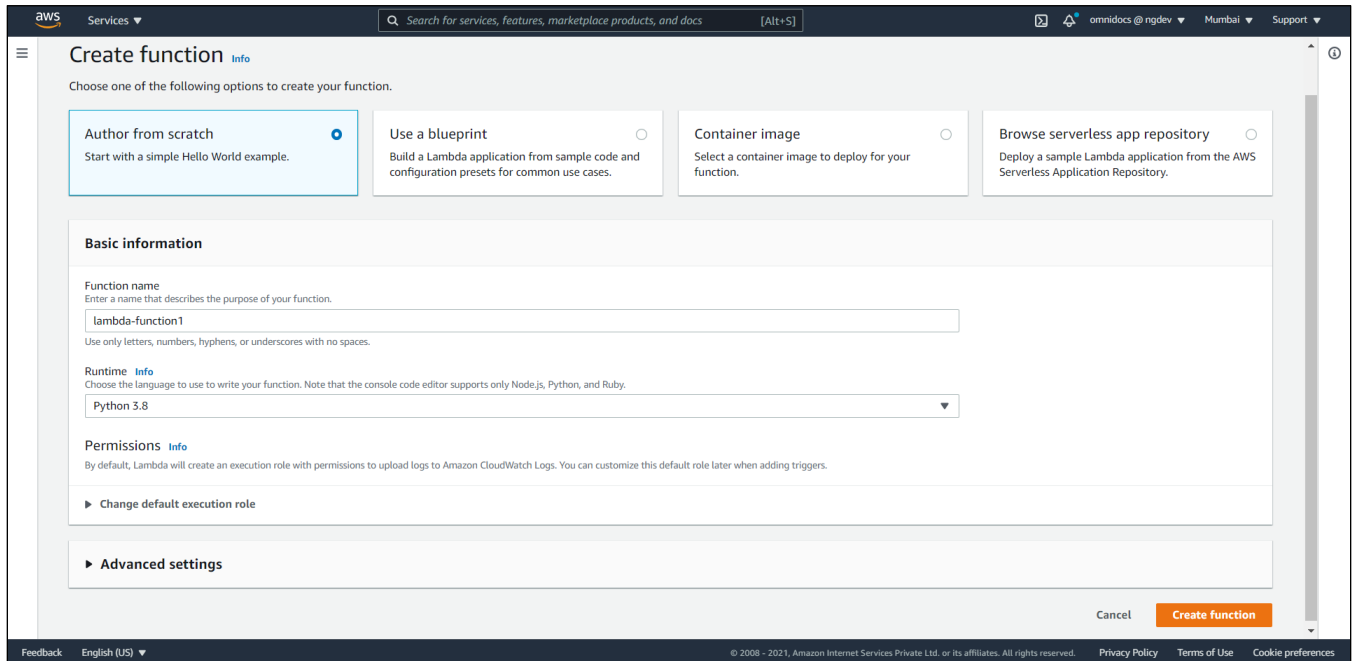 aws
Services ▼
Search for services, features, marketplace products, and docs [Alt+S]
omnidocs @ ngdev ▼
Mumbai ▼
Support ▼
Create function Info
Choose one of the following options to create your function.
Author from scratch
Start with a simple Hello World example.
Use a blueprint
Build a Lambda application from sample code and
configuration presets for common use cases.
Container image
Select a container image to deploy for your
function.
Browse serverless app repository
Deploy a sample Lambda application from the AWS
Serverless Application Repository.
Basic information
Function name
Enter a name that describes the purpose of your function.
lambda-function1
Use only letters, numbers, hyphens, or underscores with no spaces.
Runtime Info
Choose the language to use to write your function. Note that the console code editor supports only Node.js, Python, and Ruby.
Python 3.8
Permissions Info
By default, Lambda will create an execution role with permissions to upload logs to Amazon CloudWatch Logs. You can customize this default role later when adding triggers.
Change default execution role
Advanced settings
Cancel
Create function
Feedback
English (US) ▼
© 2008 - 2021, Amazon Internet Services Private Ltd. or its affiliates. All rights reserved.
Privacy Policy
Terms of Use
Cookie preferences